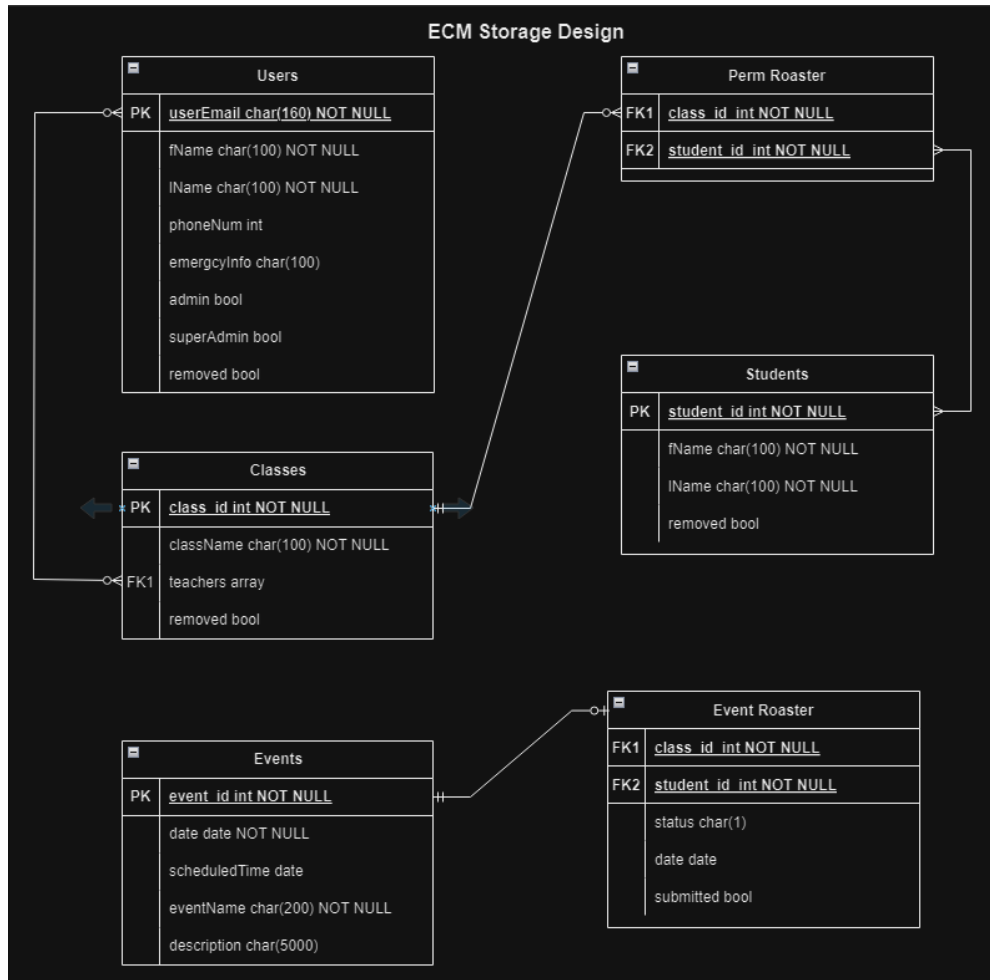 ECM Storage Design
Users
PK userEmail char(160) NOT NULL
fName char(100) NOT NULL
lName char(100) NOT NULL
phoneNum int
emergcyInfo char(100)
admin bool
superAdmin bool
removed bool
Perm Roaster
FK1 class_id int NOT NULL
FK2 student_id int NOT NULL
Students
PK student_id int NOT NULL
fName char(100) NOT NULL
lName char(100) NOT NULL
removed bool
Classes
PK class_id int NOT NULL
className char(100) NOT NULL
FK1 teachers array
removed bool
Event Roaster
FK1 class_id int NOT NULL
FK2 student_id int NOT NULL
status char(1)
date date
submitted bool
Events
PK event_id int NOT NULL
date date NOT NULL
scheduledTime date
eventName char(200) NOT NULL
description char(5000)